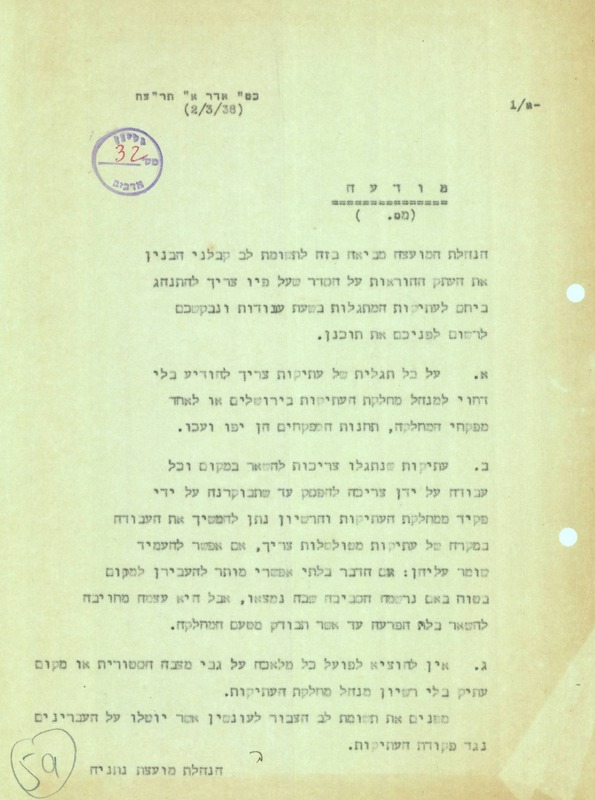 א/1-
כט" אדר א" תר"צח
(2/3/38)
גליון
מס' 32
מ ו ד ע ה
===============
(מס.    )
הנהלת המועצה מביאה בזה לתשומת לב קבלני הבנין
את העתק ההוראות על הסדר שעל פיו צריך להתנהג
ביחס לעתיקות המתגלות בשעת עבודות ונבקשכם
לרשום לפניכם את תוכנן.
א. על כל תגלית של עתיקות צריך להודיע בלי
דחוי למנהל מחלקת העתיקות בירושלים או לאחד
מפקחי המחלקה, תחנות המפקחים הן יפו ועכו.
ב. עתיקות שנתגלו צריכות להשאר במקום וכל
עבודה על ידן צריכה להפסק עד שתבוקרנה על ידי
פקיד ממחלקת העתיקות והרשיון נתן להמשיך את העבודה
במקרה של עתיקות מטולטלות צריך, אם אפשר להעמיד
שומר עליהן: אם הדבר בלתי אפשרי מותר להעבירן למקום
בטוח באם נרשמה הסביבה שבה נמצאו, אבל היא עצמה מחויבה
להשאר בלת הפרעה עד אשר תבודק מטעם המחלקה.
ג. אין להוציא לפועל כל מלאכה על גבי מצבה הסטורית או מקום
עתיק בלי רשיון מנהל מחלקת העתיקות.
מפנים את תשומת לב הצבור לעונשין אשר יוטלו על העברינים
נגד פקודת העתיקות.
הנהלת מועצת נתניה
59